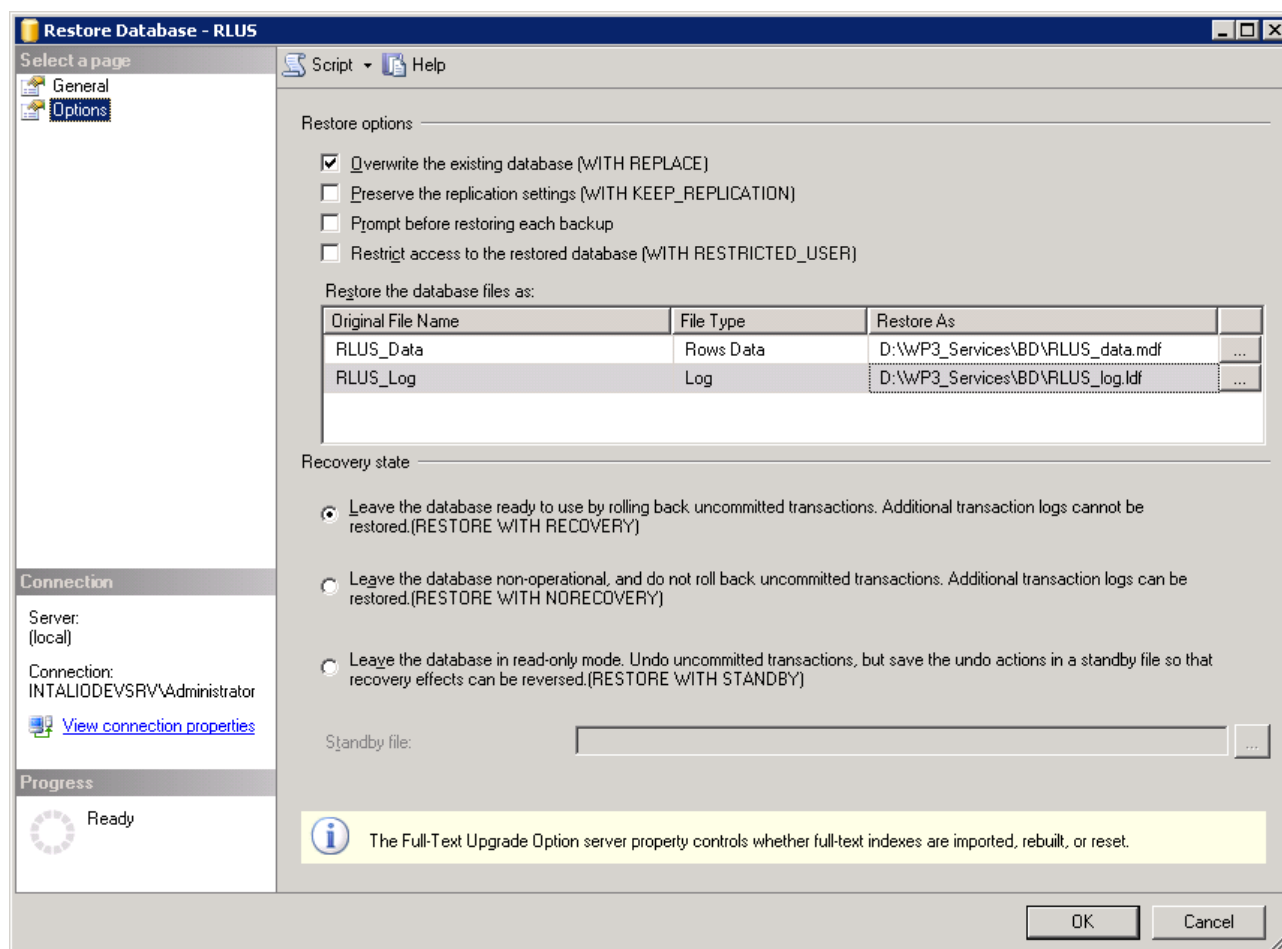 Restore Database - RLUS
Select a page
General
Options
Script
Help
Restore options
Overwrite the existing database (WITH REPLACE)
Preserve the replication settings (WITH KEEP_REPLICATION)
Prompt before restoring each backup
Restrict access to the restored database (WITH RESTRICTED_USER)
Restore the database files as:
Original File Name File Type Restore As
RLUS_Data Rows Data D:\WP3_Services\BD\RLUS_data.mdf ...
RLUS_Log Log D:\WP3_Services\BD\RLUS_log.ldf ...
Recovery state
Leave the database ready to use by rolling back uncommitted transactions. Additional transaction logs cannot be
restored.(RESTORE WITH RECOVERY)
Leave the database non-operational, and do not roll back uncommitted transactions. Additional transaction logs can be
restored.(RESTORE WITH NORECOVERY)
Leave the database in read-only mode. Undo uncommitted transactions, but save the undo actions in a standby file so that
recovery effects can be reversed.(RESTORE WITH STANDBY)
Standby file:
...
Connection
Server:
(local)
Connection:
INTALIODEVSRV\Administrator
View connection properties
Progress
Ready
The Full-Text Upgrade Option server property controls whether full-text indexes are imported, rebuilt, or reset.
OK
Cancel